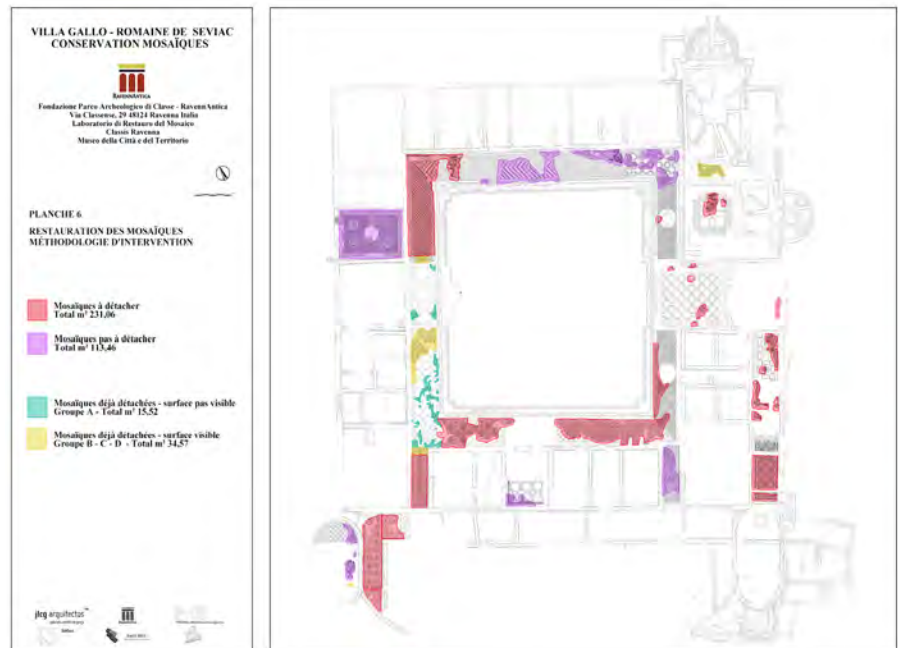 VILLA GALLO - ROMAINE DE SEVIAC
CONSERVATION MOSAÏQUES
RAVENNANTICA
Fondazione Parco Archeologico di Classe - RavennAntica
Via Classense, 29 48124 Ravenna Italia
Laboratorio di Restauro del Mosaico
Classis Ravenna
Museo della Città e del Territorio
PLANCHE 6
RESTAURATION DES MOSAÏQUES
MÉTHODOLOGIE D'INTERVENTION
Mosaïques à détacher
Total m² 231,06
Mosaïques pas à détacher
Total m² 113,46
Mosaïques déjà détachées - surface pas visible
Groupe A - Total m² 15,52
Mosaïques déjà détachées - surface visible
Groupe B - C - D - Total m² 34,57
jlcg arquitectos